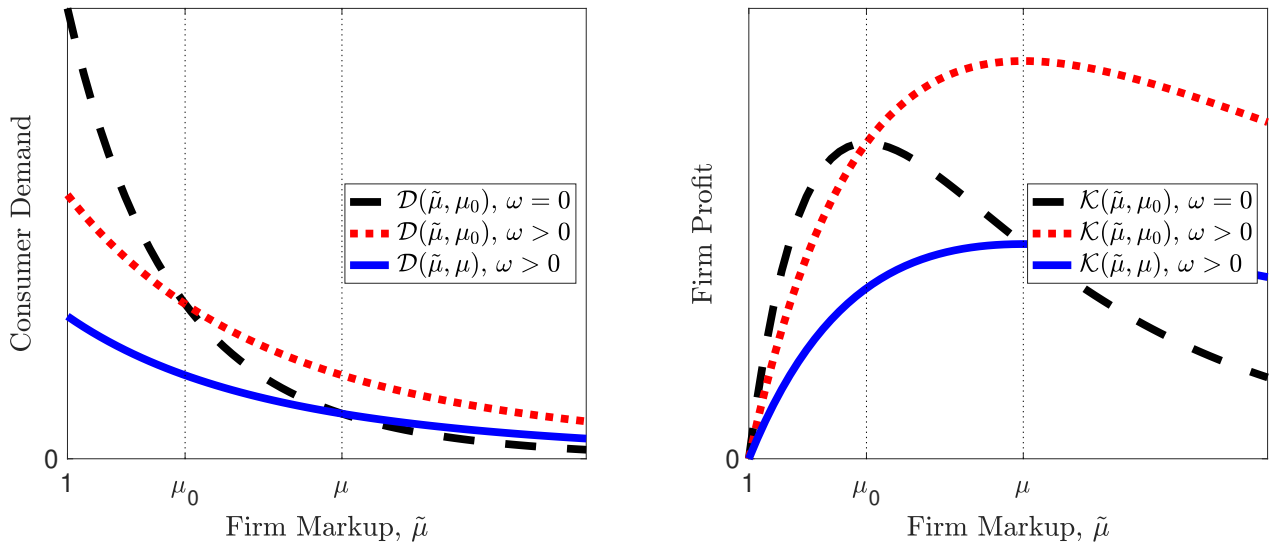 Consumer Demand
𝒟(μ̃, μ₀), ω = 0
𝒟(μ̃, μ₀), ω > 0
𝒟(μ̃, μ), ω > 0
0
1
μ₀
μ
Firm Markup, μ̃
Firm Profit
𝒦(μ̃, μ₀), ω = 0
𝒦(μ̃, μ₀), ω > 0
𝒦(μ̃, μ), ω > 0
0
1
μ₀
μ
Firm Markup, μ̃